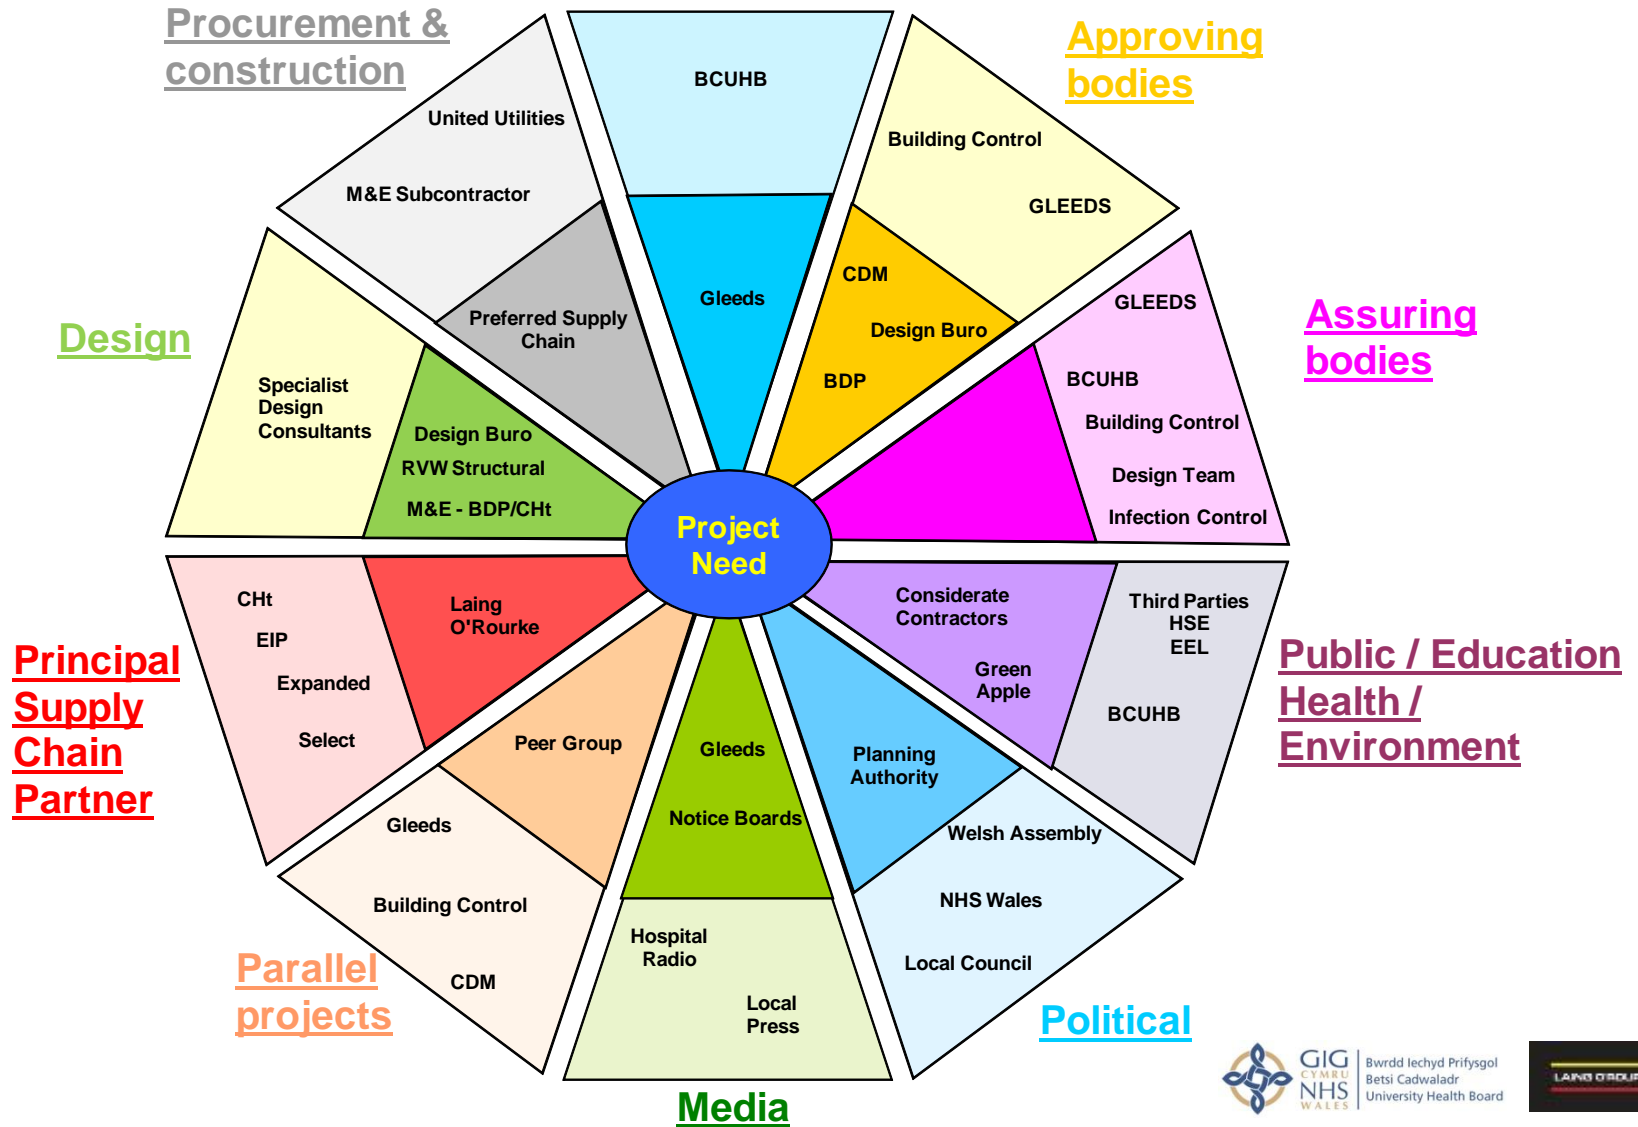 Procurement &
construction
BCUHB
Approving
bodies
United Utilities
M&E Subcontractor
Building Control
GLEEDS
Preferred Supply
Chain
Gleeds
CDM
Design Buro
BDP
Design
Specialist
Design
Consultants
Design Buro
RVW Structural
M&E - BDP/CHt
GLEEDS
BCUHB
Building Control
Design Team
Infection Control
Assuring
bodies
Project
Need
Principal
Supply
Chain
Partner
CHt
EIP
Expanded
Select
Laing
O'Rourke
Considerate
Contractors
Green
Apple
Third Parties
HSE
EEL
BCUHB
Public / Education
Health /
Environment
Peer Group
Gleeds
Building Control
CDM
Parallel
projects
Gleeds
Notice Boards
Hospital
Radio
Local
Press
Media
Planning
Authority
Welsh Assembly
NHS Wales
Local Council
Political
GIG
CYMRU
NHS
WALES
Bwrdd Iechyd Prifysgol
Betsi Cadwaladr
University Health Board
LAING